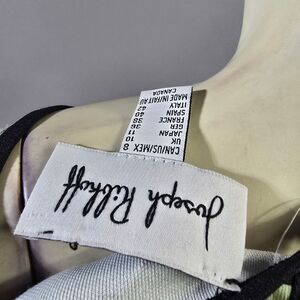 Joseph Ribkoff
CAN/US/MEX 8
UK 10
JAPAN 11
GER 36
FRANCE 38
SPAIN 40
ITALY 42
MADE IN/FAIT AU
CANADA